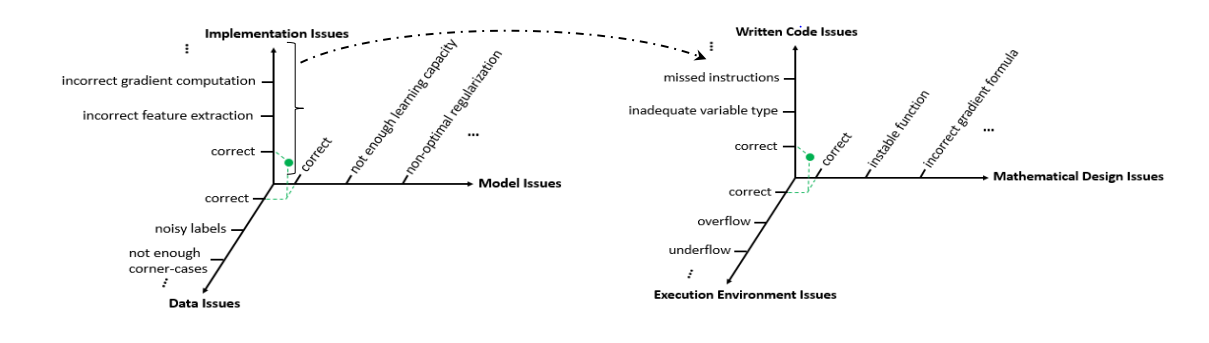 Implementation Issues
incorrect gradient computation
incorrect feature extraction
correct
correct
not enough learning capacity
non-optimal regularization
...
Model Issues
correct
noisy labels
not enough
corner-cases
...
Data Issues
...
Written Code Issues
...
missed instructions
inadequate variable type
correct
correct
instable function
incorrect gradient formula
...
Mathematical Design Issues
correct
overflow
underflow
...
Execution Environment Issues